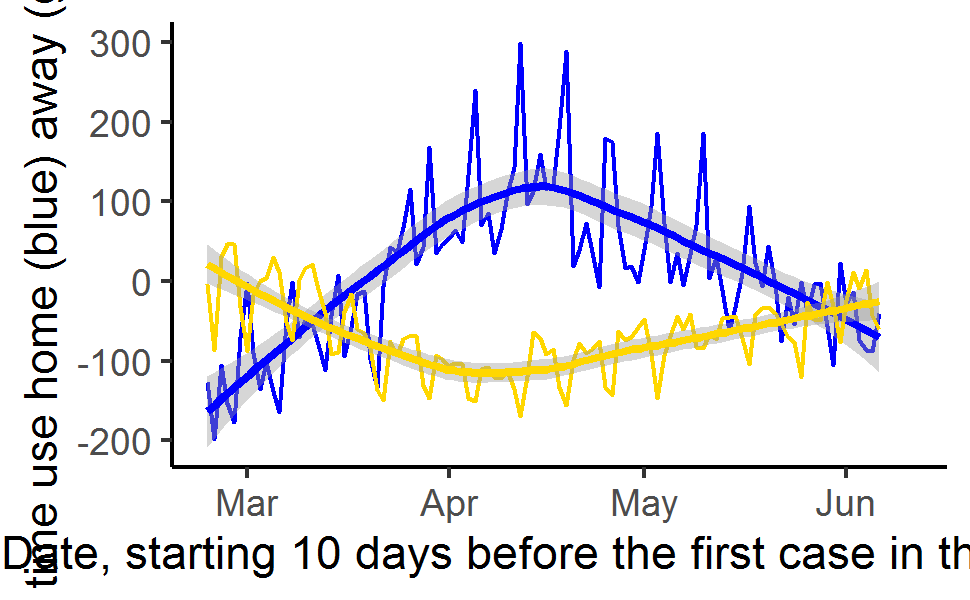 time use home (blue) away (
300
200
100
0
-100
-200
Mar Apr May Jun
Date, starting 10 days before the first case in th